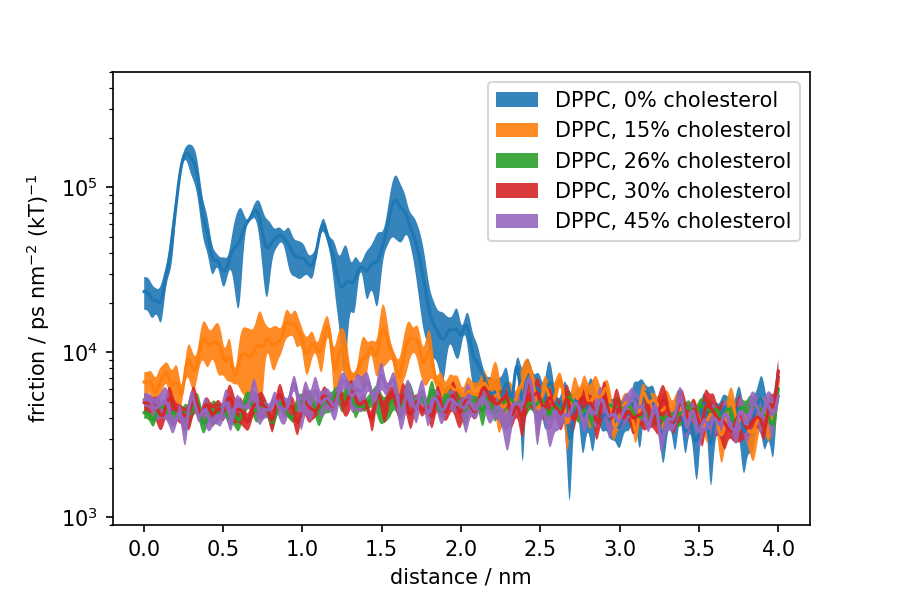 DPPC, 0% cholesterol
DPPC, 15% cholesterol
DPPC, 26% cholesterol
DPPC, 30% cholesterol
DPPC, 45% cholesterol
friction / ps nm⁻² (kT)⁻¹
10⁵
10⁴
10³
0.0 0.5 1.0 1.5 2.0 2.5 3.0 3.5 4.0
distance / nm